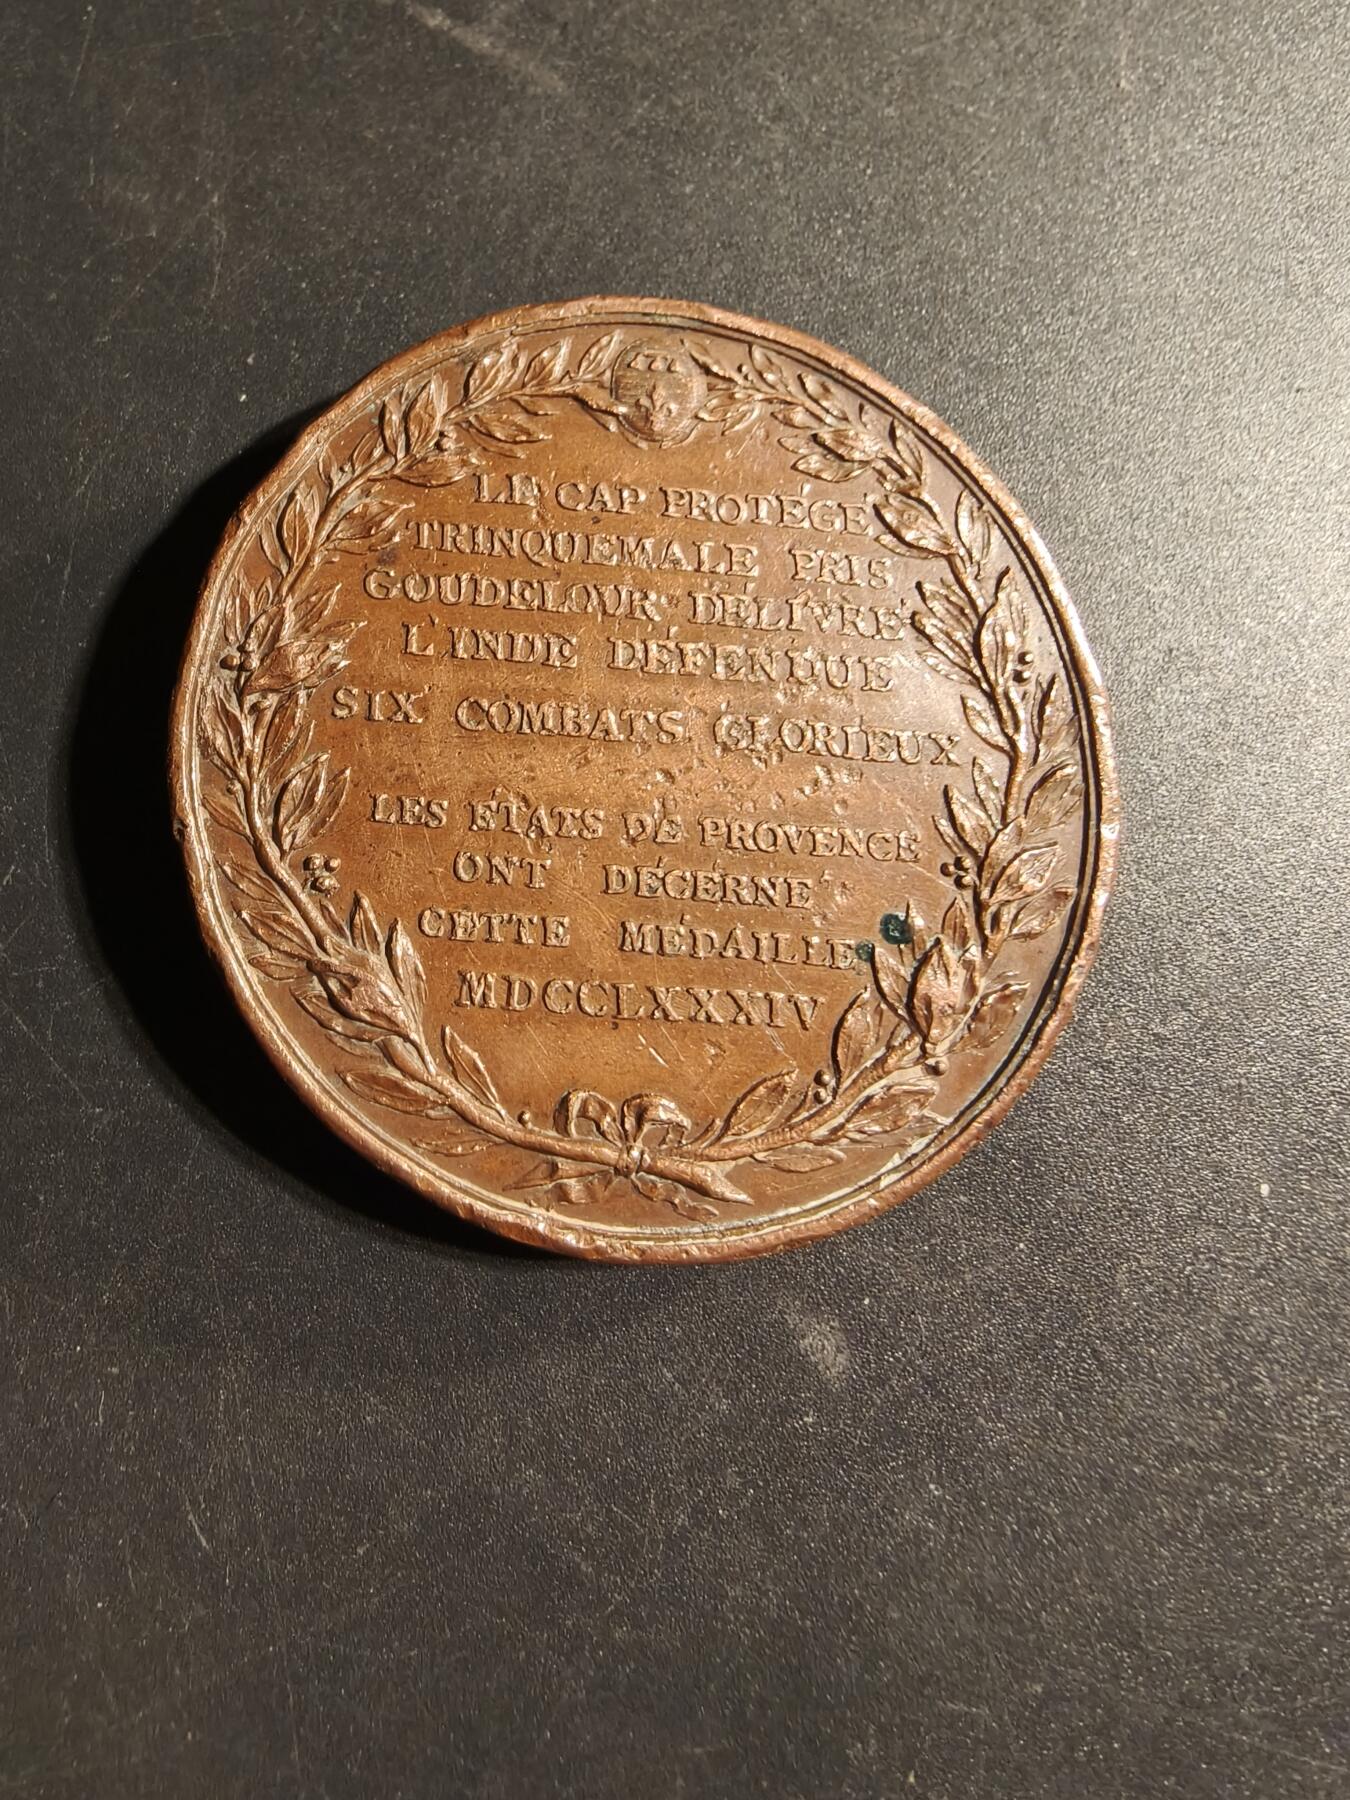 LE CAP PROTÉGÉ
TRINQUEMALE PRIS
GOUDELOUR DÉLIVRÉ
L'INDE DÉFENDUE
SIX COMBATS GLORIEUX
LES ÉTATS DE PROVENCE
ONT DÉCERNÉ
CETTE MÉDAILLE
MDCCLXXXIV